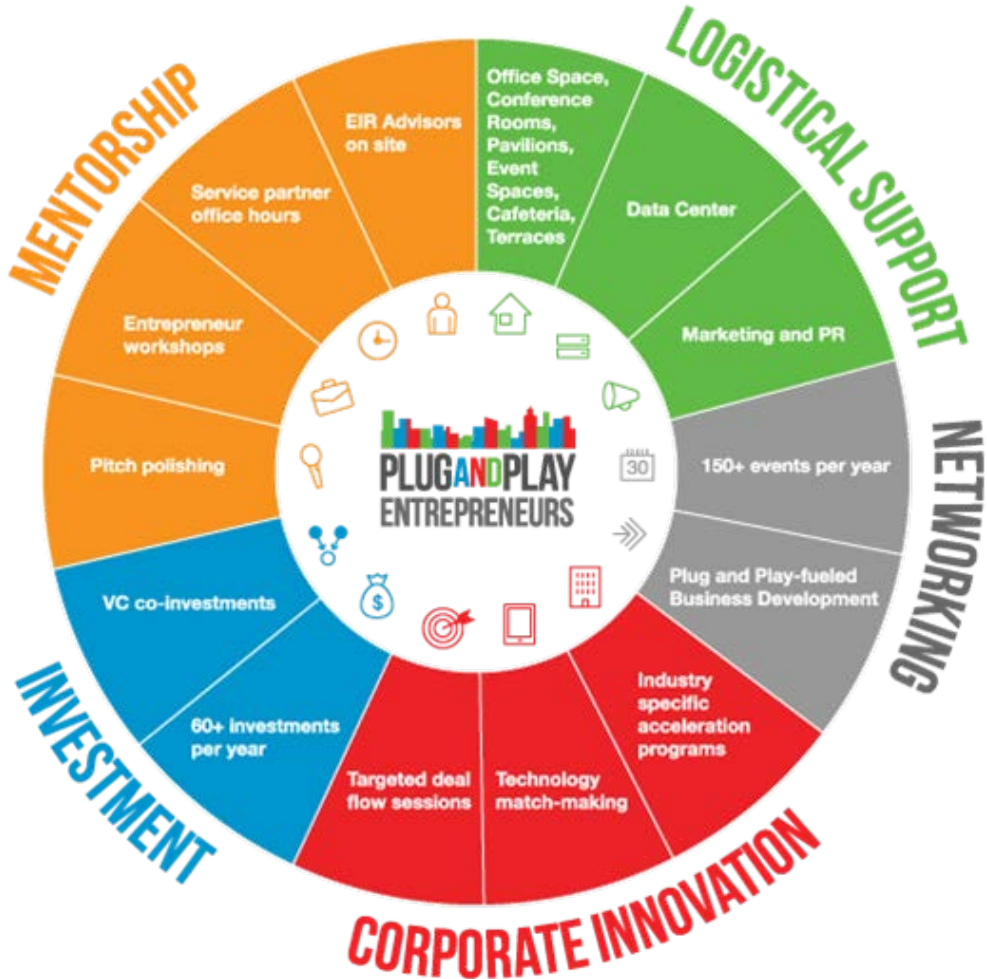 LOGISTICAL SUPPORT
Office Space,
Conference
Rooms,
Pavilions,
Event
Spaces,
Cafeteria,
Terraces
Data Center
Marketing and PR
NETWORKING
150+ events per year
Plug and Play-fueled
Business Development
CORPORATE INNOVATION
Industry
specific
acceleration
programs
Technology
match-making
Targeted deal
flow sessions
INVESTMENT
60+ investments
per year
VC co-investments
MENTORSHIP
Pitch polishing
Entrepreneur
workshops
Service partner
office hours
EIR Advisors
on site
30
$
PLUGANDPLAY
ENTREPRENEURS